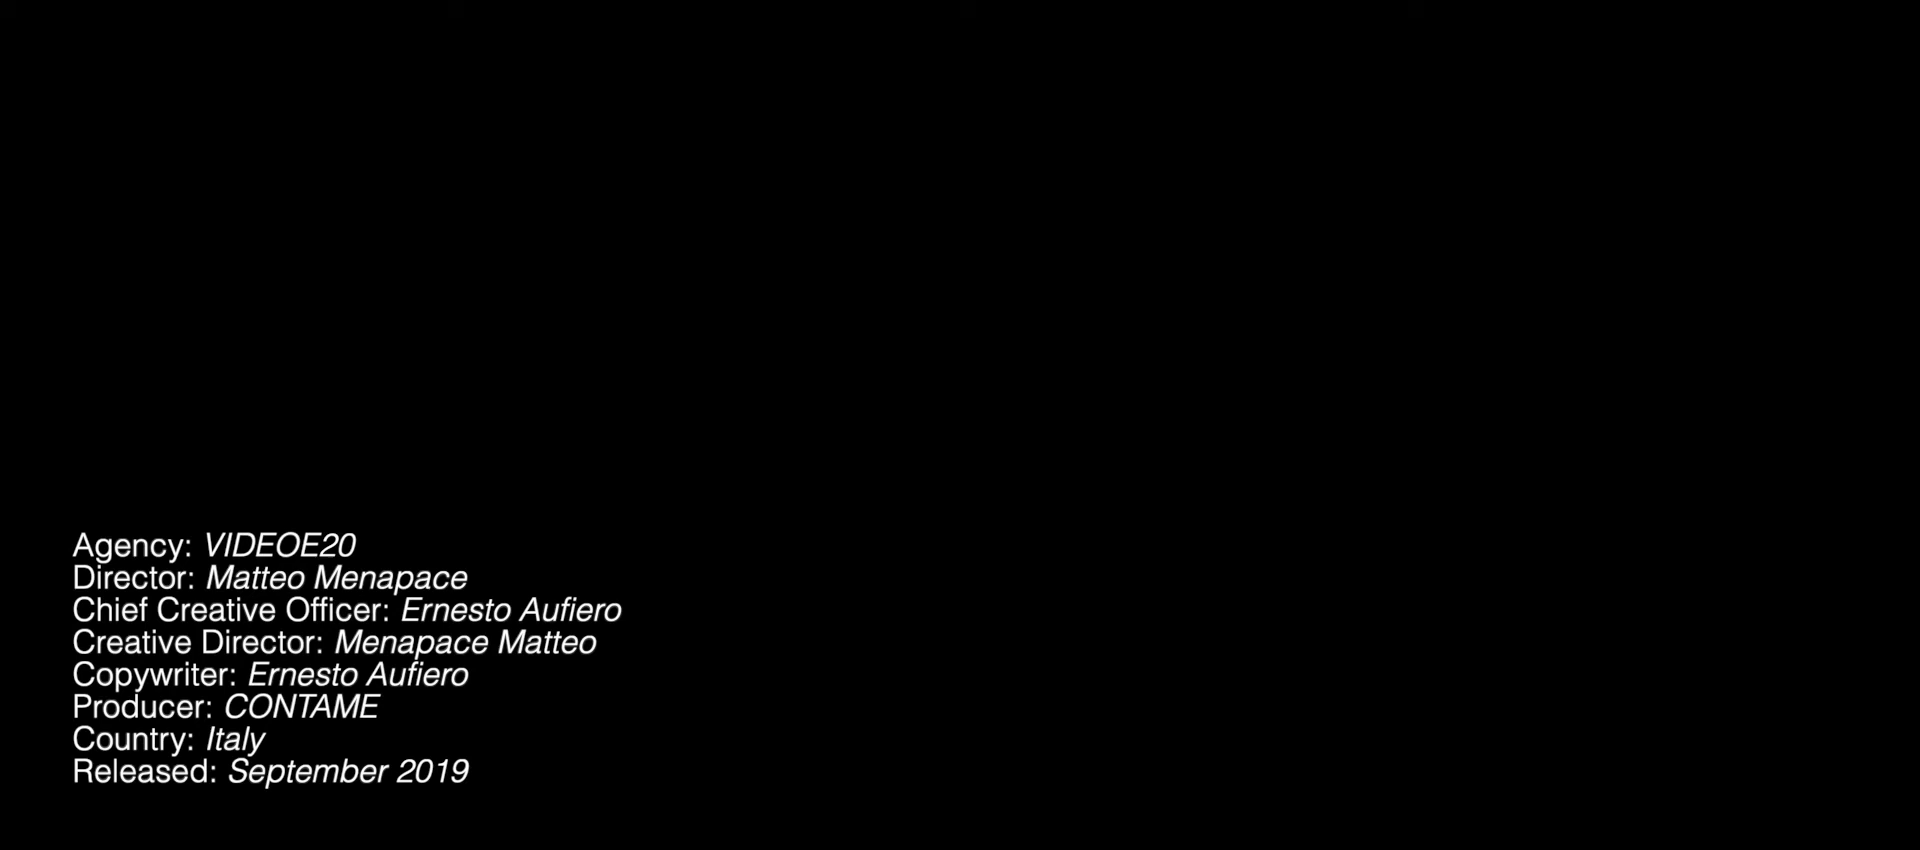 Agency: VIDEOE20
Director: Matteo Menapace
Chief Creative Officer: Ernesto Aufiero
Creative Director: Menapace Matteo
Copywriter: Ernesto Aufiero
Producer: CONTAME
Country: Italy
Released: September 2019